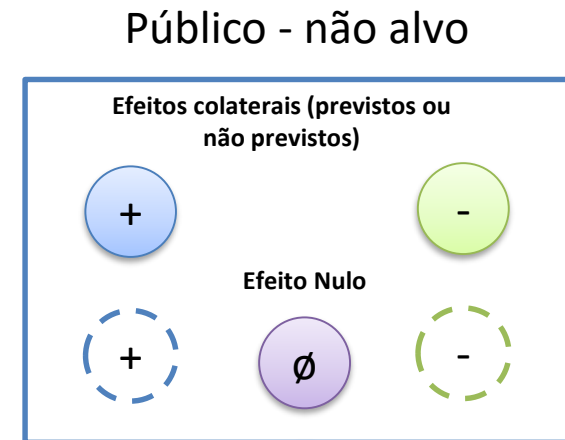 Público - não alvo
Efeitos colaterais (previstos ou
não previstos)
+
-
Efeito Nulo
+
ø
-